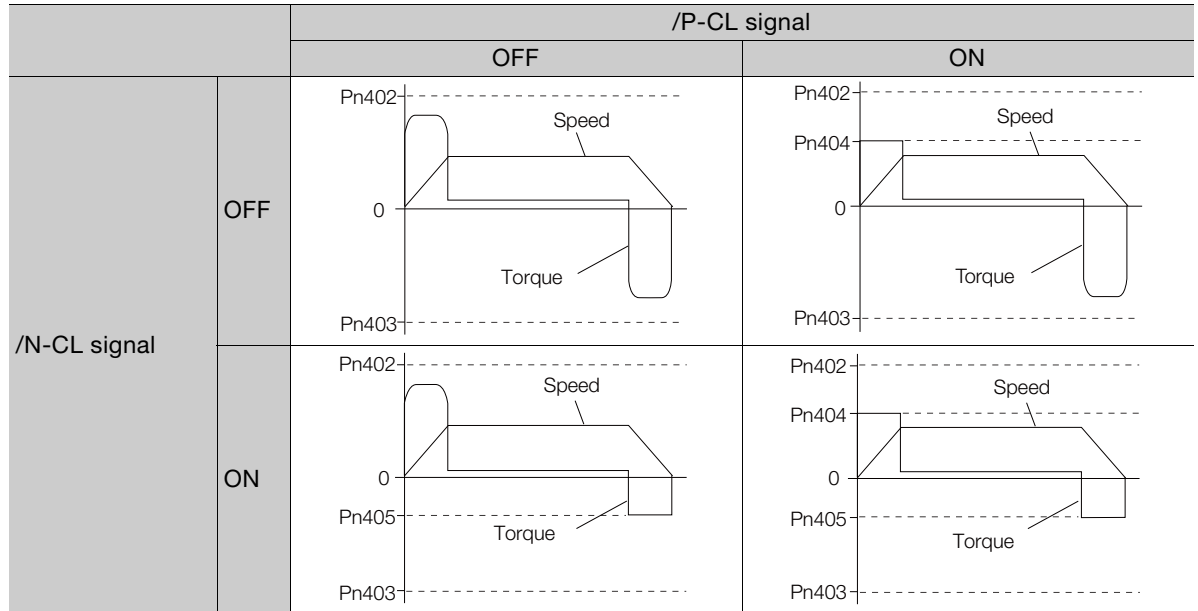 /P-CL signal
OFF ON
/N-CL signal
OFF
Pn402
Speed
0
Torque
Pn403
Pn402
Speed
Pn404
0
Torque
Pn403
ON
Pn402
Speed
0
Pn405
Torque
Pn403
Pn402
Speed
Pn404
0
Pn405
Torque
Pn403